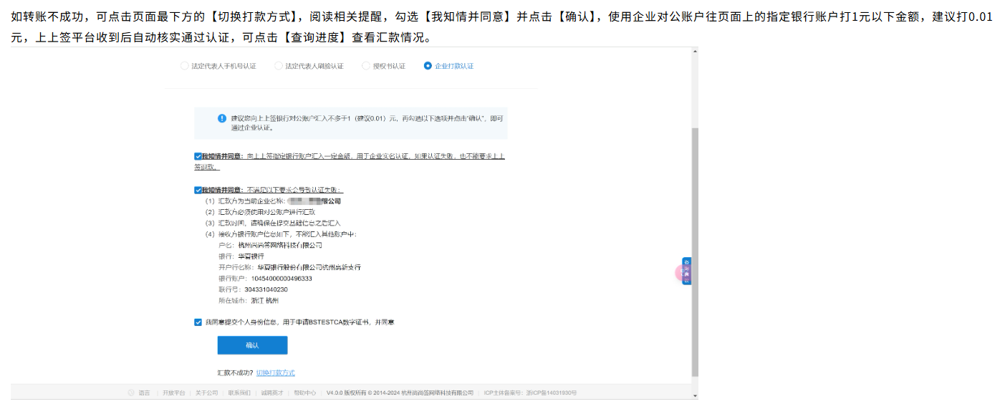 如转账不成功，可点击页面最下方的【切换打款方式】，阅读相关提醒，勾选【我知情并同意】并点击【确认】，使用企业对公账户往页面上的指定银行账户打1元以下金额，建议打0.01
元，上上签平台收到后自动核实通过认证，可点击【查询进度】查看汇款情况。
法定代表人手机号认证 法定代表人刷脸认证 授权书认证 企业打款认证
建议您向上上签银行对公账户汇入不多于1（建议0.01）元，再勾选以下选项并点击“确认”，即可
通过企业认证。
我知情并同意：向上上签指定银行账户汇入一定金额，用于企业实名认证，如果认证失败，也不能要求上上
签退款。
我知情并同意：不满足以下要求会导致认证失败：
（1）汇款方为当前企业名称： 限公司
（2）汇款方必须使用对公账户进行汇款
（3）汇款时间，请确保在提交基础信息之后汇入
（4）接收方银行账户信息如下，不能汇入其他账户中：
户名：杭州尚尚签网络科技有限公司
银行：华夏银行
开户行名称：华夏银行股份有限公司杭州高新支行
银行账户：10454000000496333
联行号：304331040230
所在城市：浙江 杭州
我同意提交个人身份信息，用于申请BSTESTCA数字证书，并同意
确认
汇款不成功？切换打款方式
语言 | 开放平台 | 关于公司 | 联系我们 | 诚聘英才 | 帮助中心 | V4.0.0 版权所有 © 2014-2024 杭州尚尚签网络科技有限公司 | ICP主体备案号：浙ICP备14031930号